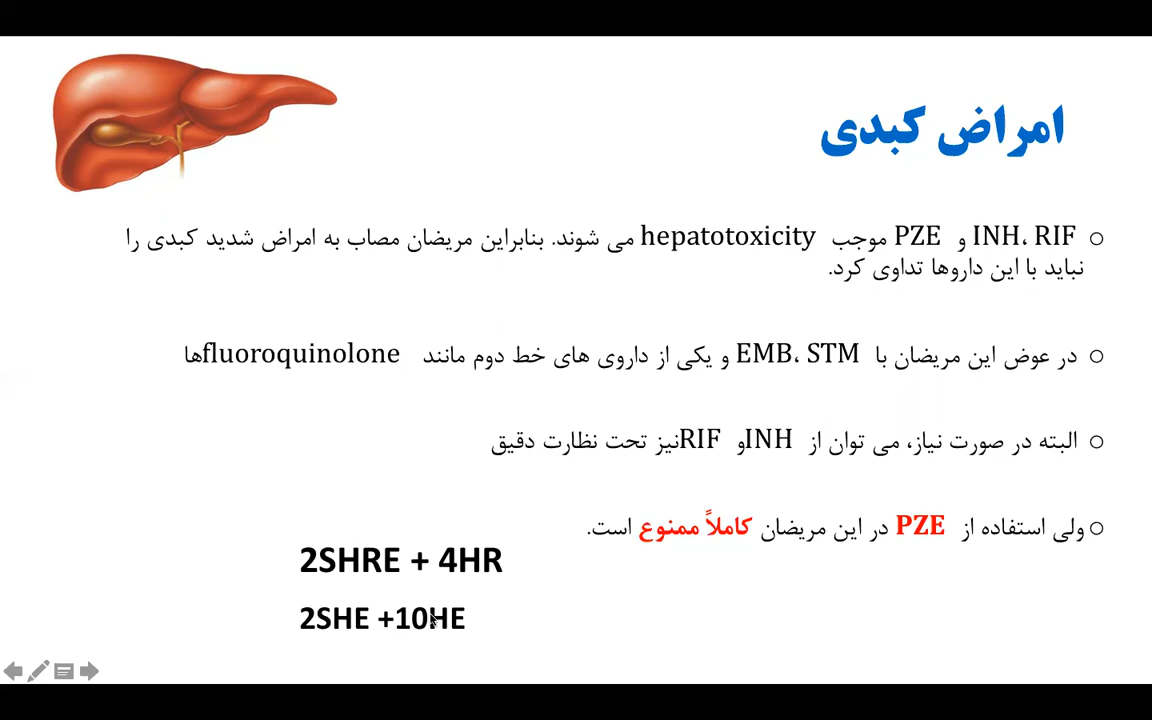 امراض کبدی
INH، RIF و PZE موجب hepatotoxicity می شوند. بنابراین مریضان مصاب به امراض شدید کبدی را
نباید با این داروها تداوی کرد.
در عوض این مریضان با EMB، STM و یکی از داروی های خط دوم مانند fluoroquinoloneها
البته در صورت نیاز، می توان از INH و RIFنیز تحت نظارت دقیق
ولی استفاده از PZE در این مریضان کاملاً ممنوع است.
2SHRE + 4HR
2SHE +10HE